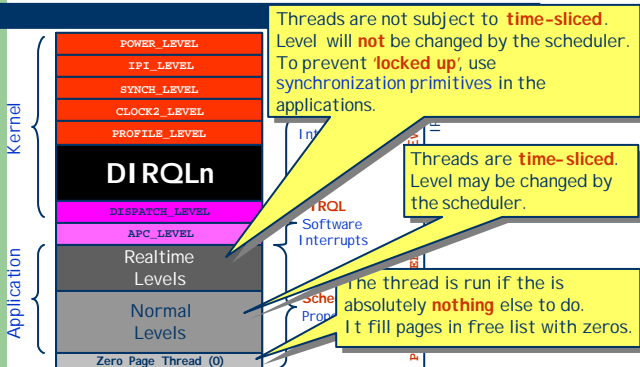 Threads are not subject to time-sliced.
Level will not be changed by the scheduler.
To prevent 'locked up', use
synchronization primitives in the
applications.
Kernel
POWER_LEVEL
IPI_LEVEL
SYNCH_LEVEL
CLOCK2_LEVEL
PROFILE_LEVEL
DIRQLn
DISPATCH_LEVEL
APC_LEVEL
Software
Interrupts
Threads are time-sliced.
Level may be changed by
the scheduler.
Application
Realtime
Levels
Normal
Levels
Zero Page Thread (0)
The thread is run if the is
absolutely nothing else to do.
It fill pages in free list with zeros.